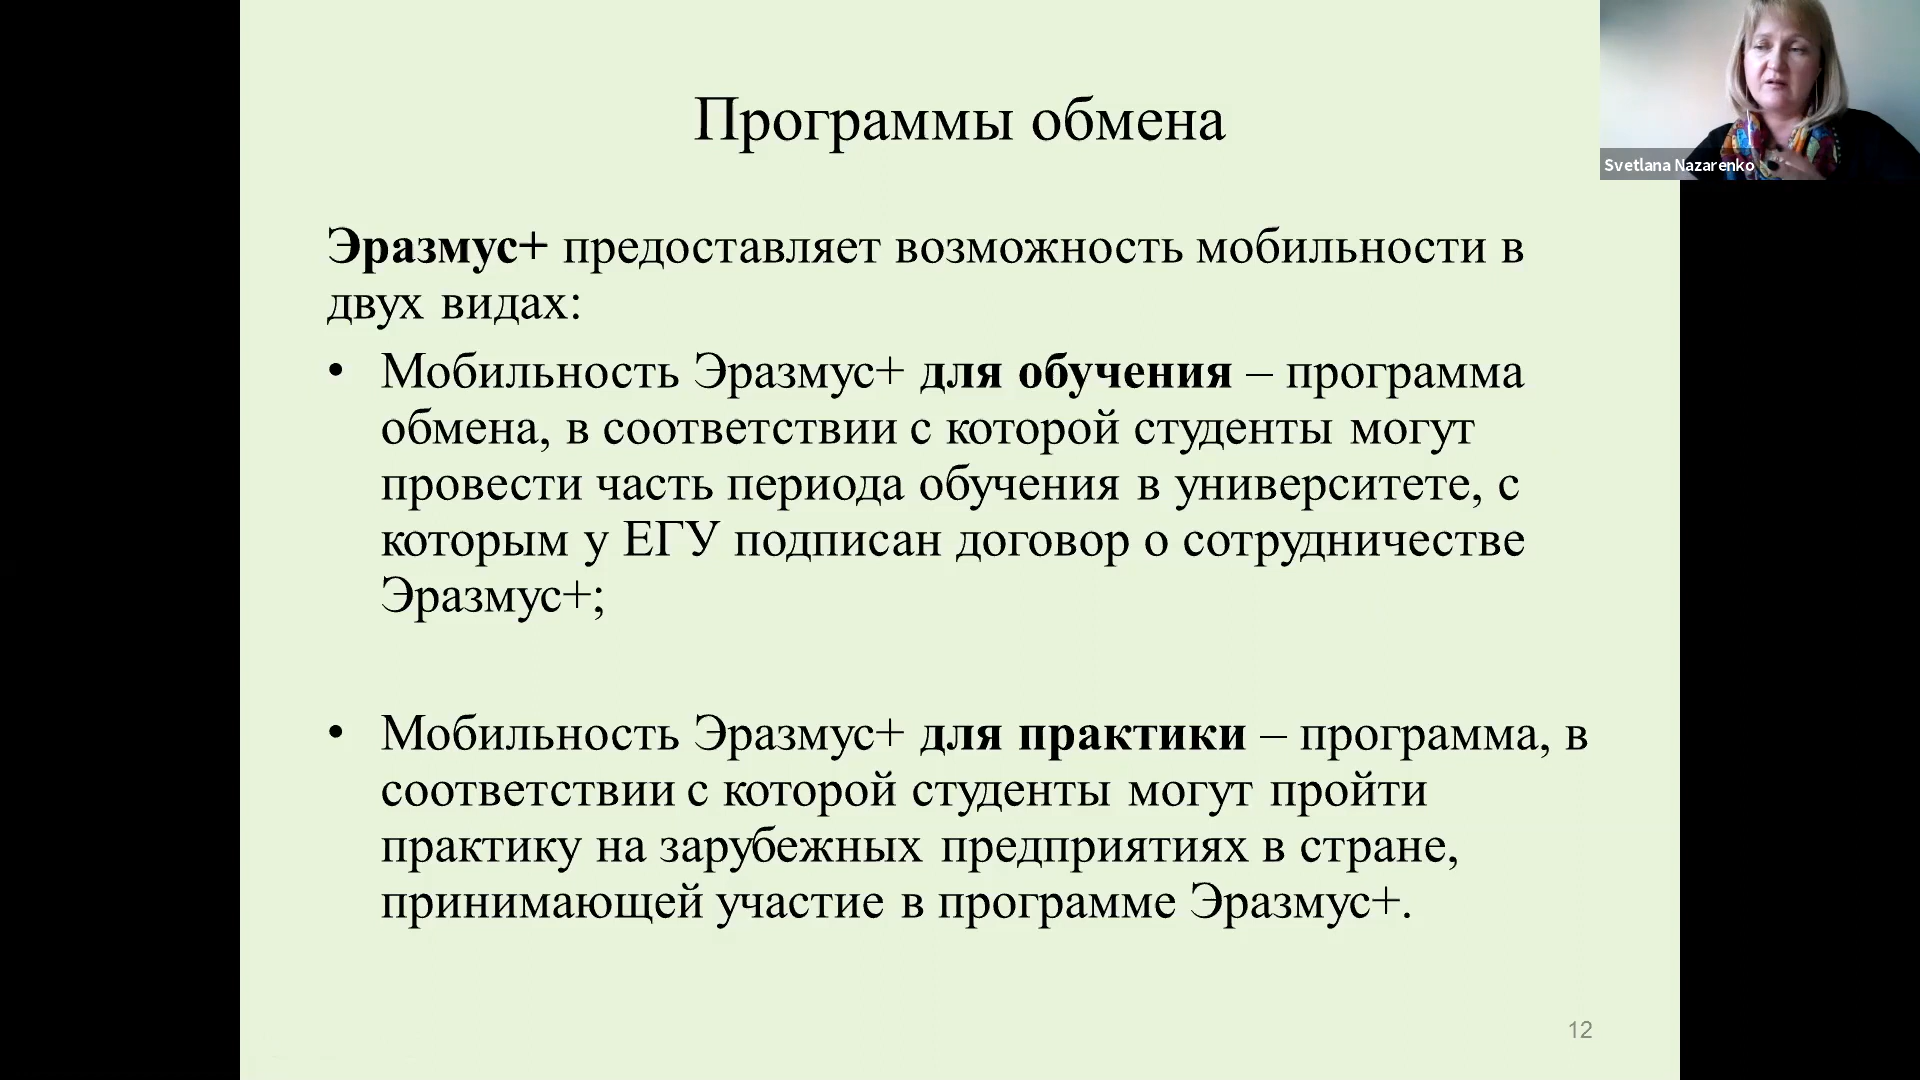 Программы обмена
Svetlana Nazarenko
Эразмус+ предоставляет возможность мобильности в
двух видах:
• Мобильность Эразмус+ для обучения – программа
обмена, в соответствии с которой студенты могут
провести часть периода обучения в университете, с
которым у ЕГУ подписан договор о сотрудничестве
Эразмус+;
• Мобильность Эразмус+ для практики – программа, в
соответствии с которой студенты могут пройти
практику на зарубежных предприятиях в стране,
принимающей участие в программе Эразмус+.
12